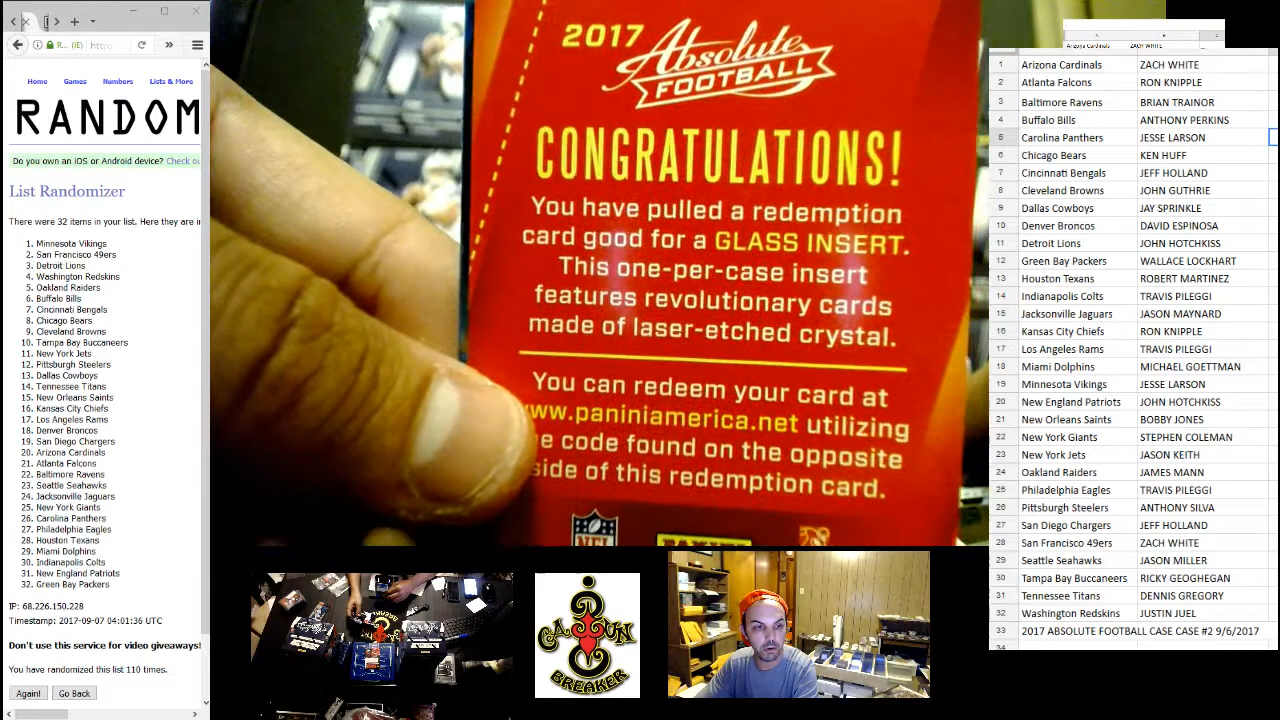 R... (IE)
https
Home Games Numbers Lists & More
RANDOM
Do you own an iOS or Android device? Check ou
List Randomizer
There were 32 items in your list. Here they are i
1. Minnesota Vikings
2. San Francisco 49ers
3. Detroit Lions
4. Washington Redskins
5. Oakland Raiders
6. Buffalo Bills
7. Cincinnati Bengals
8. Chicago Bears
9. Cleveland Browns
10. Tampa Bay Buccaneers
11. New York Jets
12. Pittsburgh Steelers
13. Dallas Cowboys
14. Tennessee Titans
15. New Orleans Saints
16. Kansas City Chiefs
17. Los Angeles Rams
18. Denver Broncos
19. San Diego Chargers
20. Arizona Cardinals
21. Atlanta Falcons
22. Baltimore Ravens
23. Seattle Seahawks
24. Jacksonville Jaguars
25. New York Giants
26. Carolina Panthers
27. Philadelphia Eagles
28. Houston Texans
29. Miami Dolphins
30. Indianapolis Colts
31. New England Patriots
32. Green Bay Packers
IP: 68.226.150.228
Timestamp: 2017-09-07 04:01:36 UTC
Don't use this service for video giveaways!
You have randomized this list 110 times.
Again! Go Back
2017 Absolute
FOOTBALL
CONGRATULATIONS!
You have pulled a redemption
card good for a GLASS INSERT.
This one-per-case insert
features revolutionary cards
made of laser-etched crystal.
You can redeem your card at
www.paniniamerica.net utilizing
e code found on the opposite
side of this redemption card.
NFL PANINI
CAJUN
BREAKER
Arizona Cardinals ZACH WHITE
1 Arizona Cardinals ZACH WHITE
2 Atlanta Falcons RON KNIPPLE
3 Baltimore Ravens BRIAN TRAINOR
4 Buffalo Bills ANTHONY PERKINS
5 Carolina Panthers JESSE LARSON
6 Chicago Bears KEN HUFF
7 Cincinnati Bengals JEFF HOLLAND
8 Cleveland Browns JOHN GUTHRIE
9 Dallas Cowboys JAY SPRINKLE
10 Denver Broncos DAVID ESPINOSA
11 Detroit Lions JOHN HOTCHKISS
12 Green Bay Packers WALLACE LOCKHART
13 Houston Texans ROBERT MARTINEZ
14 Indianapolis Colts TRAVIS PILEGGI
15 Jacksonville Jaguars JASON MAYNARD
16 Kansas City Chiefs RON KNIPPLE
17 Los Angeles Rams TRAVIS PILEGGI
18 Miami Dolphins MICHAEL GOETTMAN
19 Minnesota Vikings JESSE LARSON
20 New England Patriots JOHN HOTCHKISS
21 New Orleans Saints BOBBY JONES
22 New York Giants STEPHEN COLEMAN
23 New York Jets JASON KEITH
24 Oakland Raiders JAMES MANN
25 Philadelphia Eagles TRAVIS PILEGGI
26 Pittsburgh Steelers ANTHONY SILVA
27 San Diego Chargers JEFF HOLLAND
28 San Francisco 49ers ZACH WHITE
29 Seattle Seahawks JASON MILLER
30 Tampa Bay Buccaneers RICKY GEOGHEGAN
31 Tennessee Titans DENNIS GREGORY
32 Washington Redskins JUSTIN JUEL
33 2017 ABSOLUTE FOOTBALL CASE CASE #2 9/6/2017
34